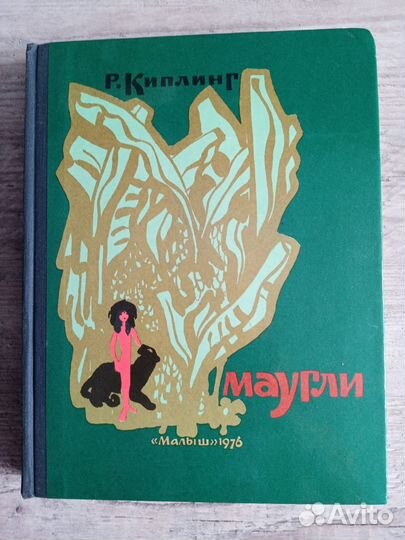 Р. Киплинг
маугли
«Малыш» 1976
Avito